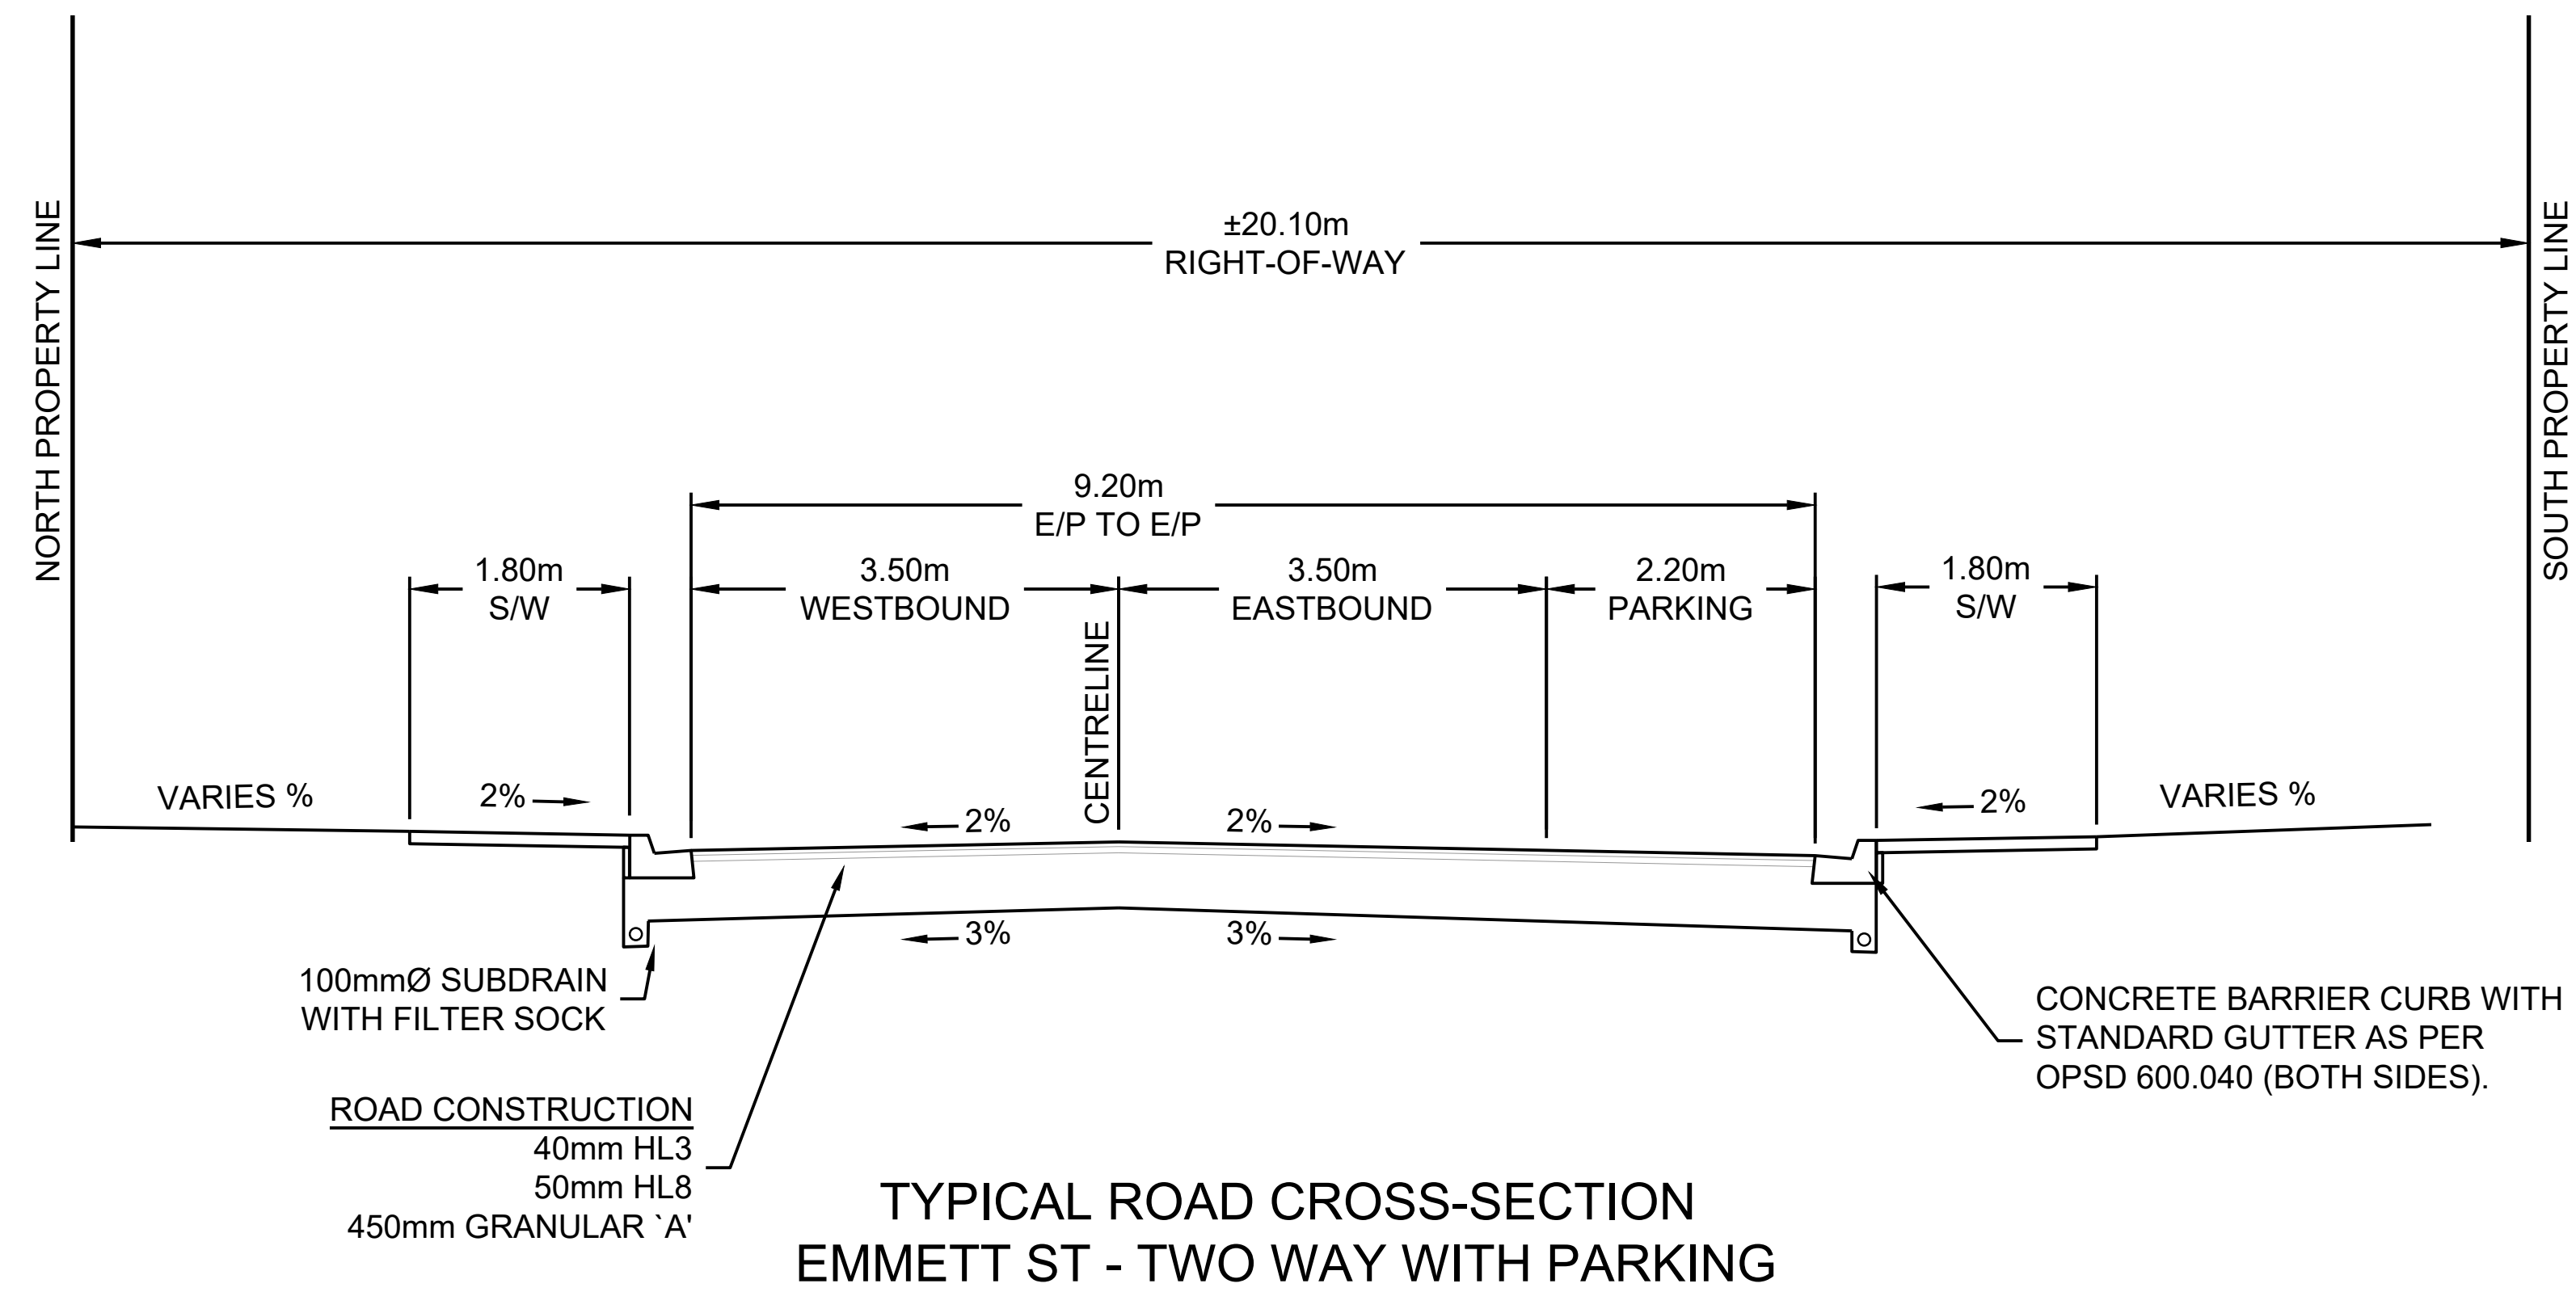 ±20.10m
RIGHT-OF-WAY
NORTH PROPERTY LINE
SOUTH PROPERTY LINE
9.20m
E/P TO E/P
1.80m
S/W
3.50m
WESTBOUND
3.50m
EASTBOUND
2.20m
PARKING
1.80m
S/W
CENTRELINE
VARIES %
2%
2%
2%
2%
VARIES %
3%
3%
100mmØ SUBDRAIN
WITH FILTER SOCK
CONCRETE BARRIER CURB WITH
STANDARD GUTTER AS PER
OPSD 600.040 (BOTH SIDES).
ROAD CONSTRUCTION
40mm HL3
50mm HL8
450mm GRANULAR `A'
TYPICAL ROAD CROSS-SECTION
EMMETT ST - TWO WAY WITH PARKING